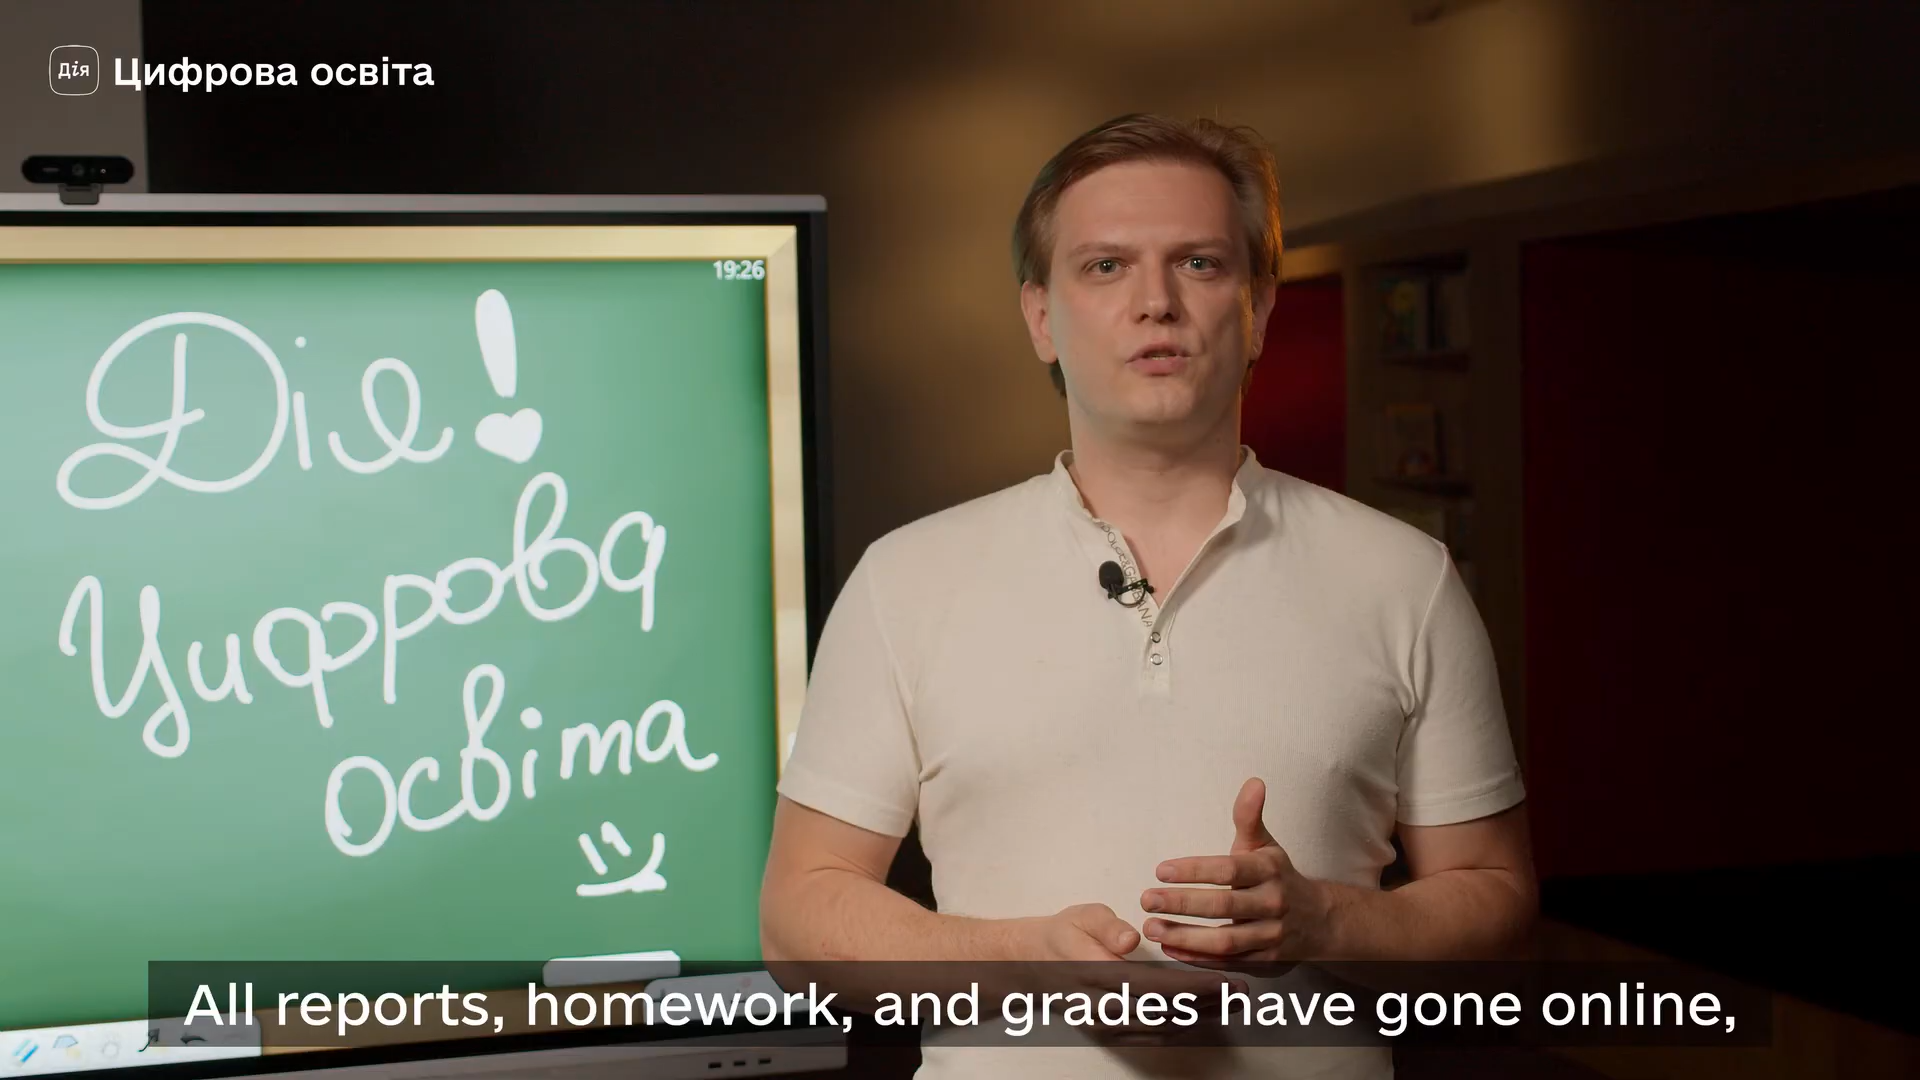 Дія Цифрова освіта
19:26
Дія!
Цифрова
освіта
All reports, homework, and grades have gone online,